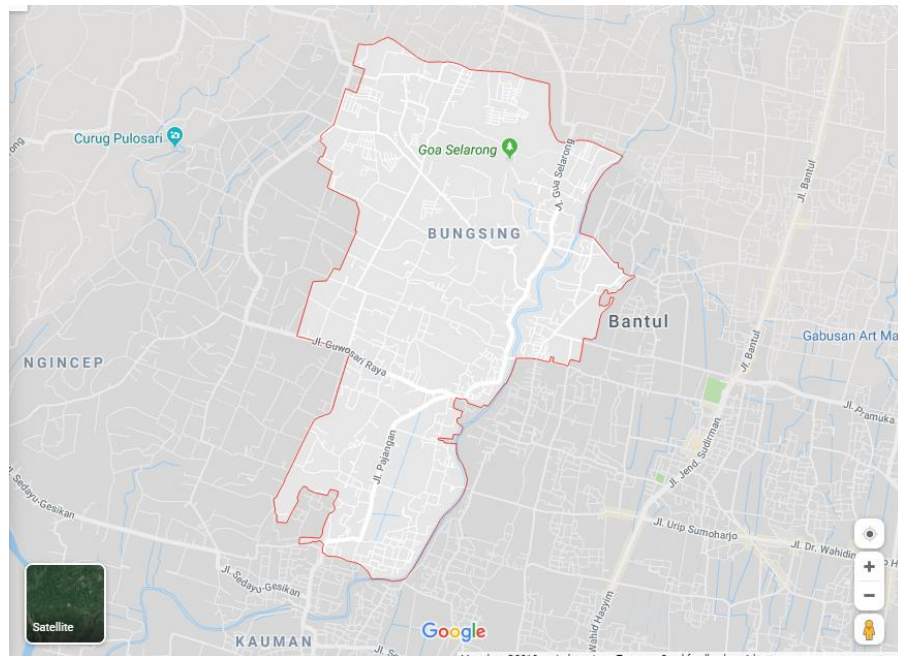 Curug Pulosari
Goa Selarong
Jl. Goa Selarong
Jl. Bantul
BUNGSING
Bantul
Gabusan Art Ma
Jl. Bantul
NGINCEP
Jl. Guwosari Raya
Jl. Pramuka
Jl. Pajangan
Jl. Jend. Sudirman
Jl. Sedayu-Gesikan
Jl. Urip Sumoharjo
Jl. Dr. Wahidin
Jl. Sedayu-Gesikan
Wahid Hasyim
Satellite
Google
KAUMAN